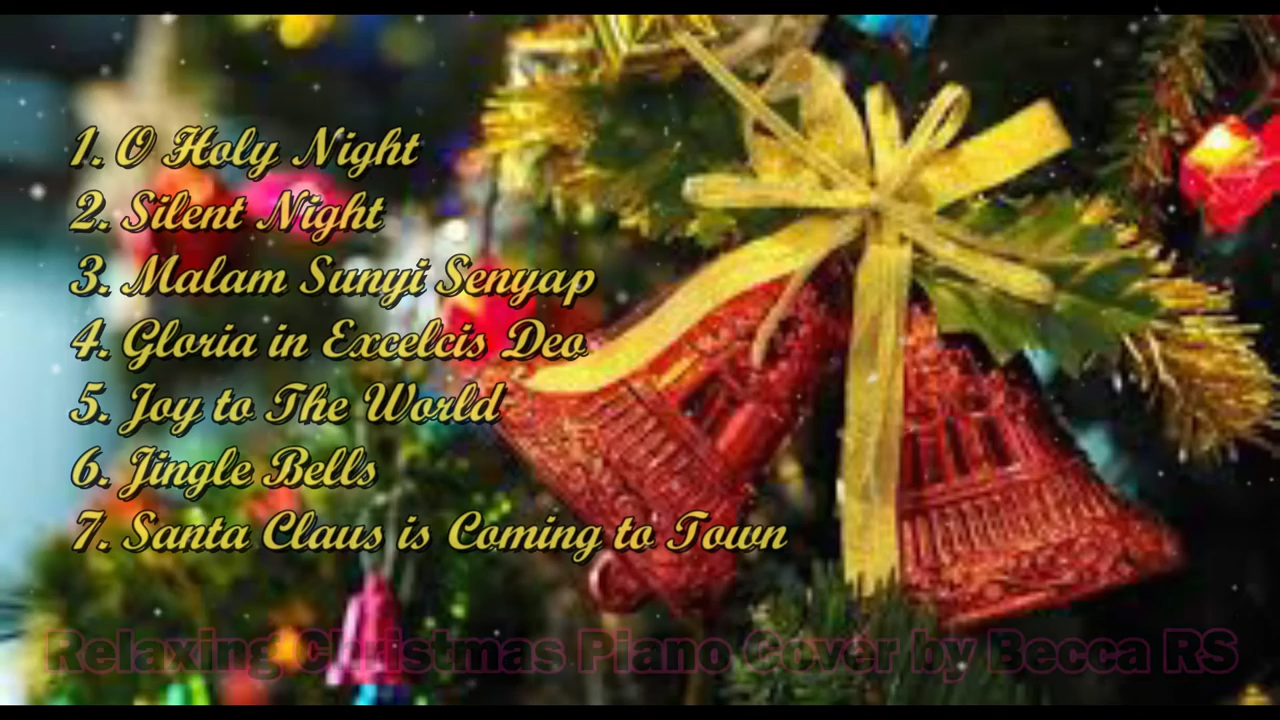 1. O Holy Night
2. Silent Night
3. Malam Sunyi Senyap
4. Gloria in Excelcis Deo
5. Joy to The World
6. Jingle Bells
7. Santa Claus is Coming to Town
Relaxing Christmas Piano Cover by Becca RS